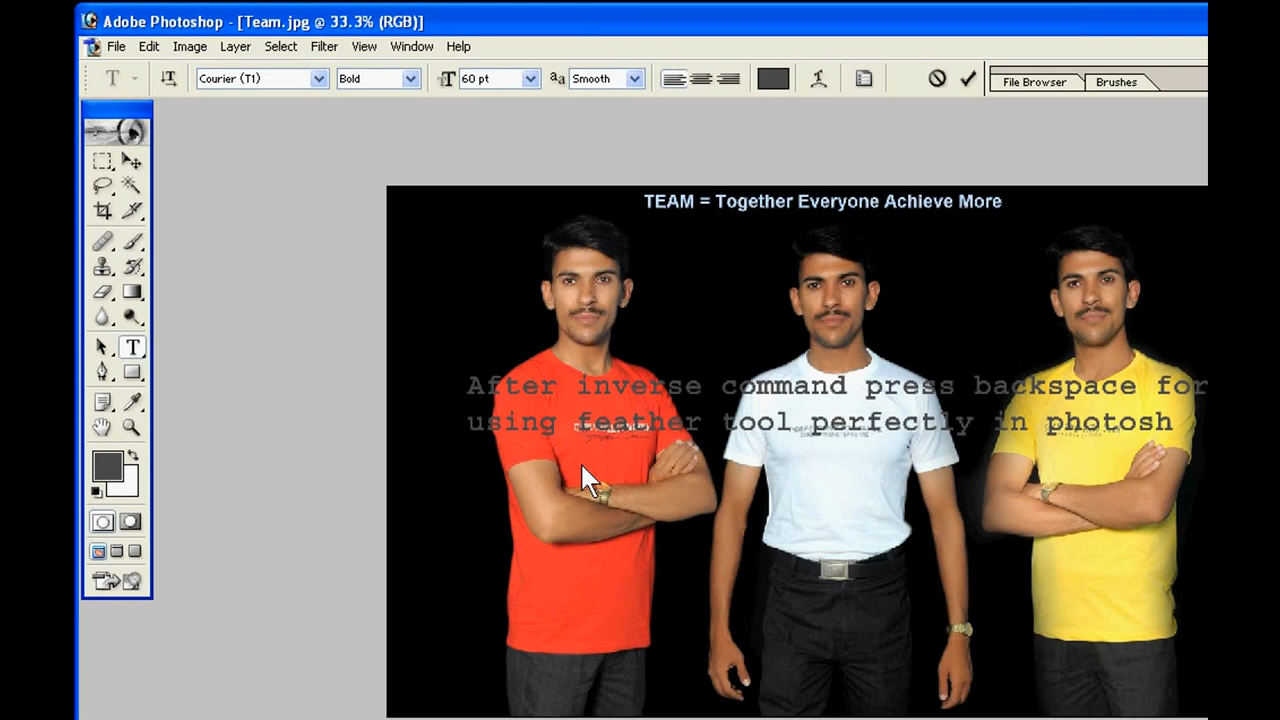 Adobe Photoshop - [Team.jpg @ 33.3% (RGB)]
File Edit Image Layer Select Filter View Window Help
T Courier (T1) Bold T 60 pt aa Smooth File Browser Brushes
TEAM = Together Everyone Achieve More
After inverse command press backspace for
using feather tool perfectly in photosh
T